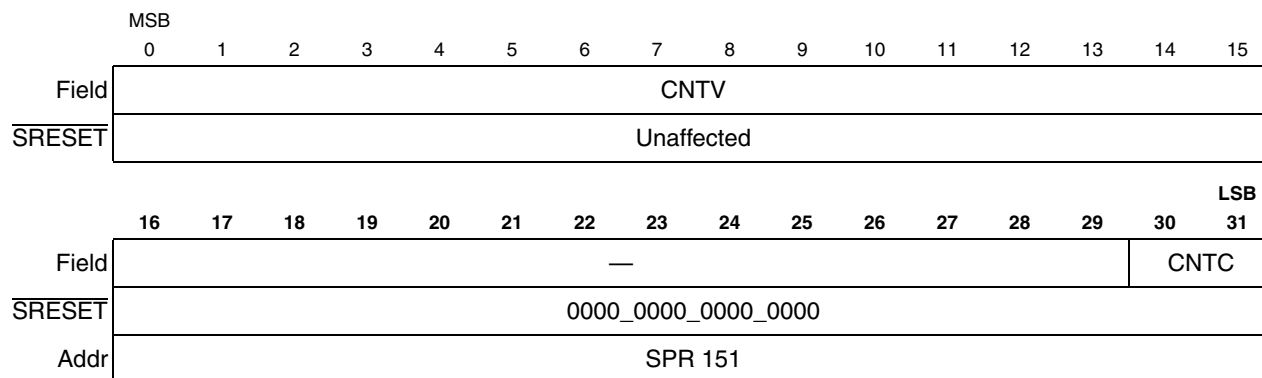 MSB
0 1 2 3 4 5 6 7 8 9 10 11 12 13 14 15
Field CNTV
SRESET Unaffected
LSB
16 17 18 19 20 21 22 23 24 25 26 27 28 29 30 31
Field — CNTC
SRESET 0000_0000_0000_0000
Addr SPR 151